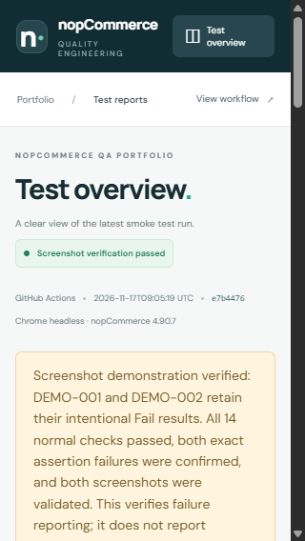 n
nopCommerce
QUALITY
ENGINEERING
Test
overview
Portfolio / Test reports View workflow ↗
NOPCOMMERCE QA PORTFOLIO
Test overview.
A clear view of the latest smoke test run.
Screenshot verification passed
GitHub Actions • 2026-11-17T09:05:19 UTC • e7b4476
Chrome headless · nopCommerce 4.90.7
Screenshot demonstration verified:
DEMO-001 and DEMO-002 retain
their intentional Fail results. All 14
normal checks passed, both exact
assertion failures were confirmed,
and both screenshots were
validated. This verifies failure
reporting; it does not report